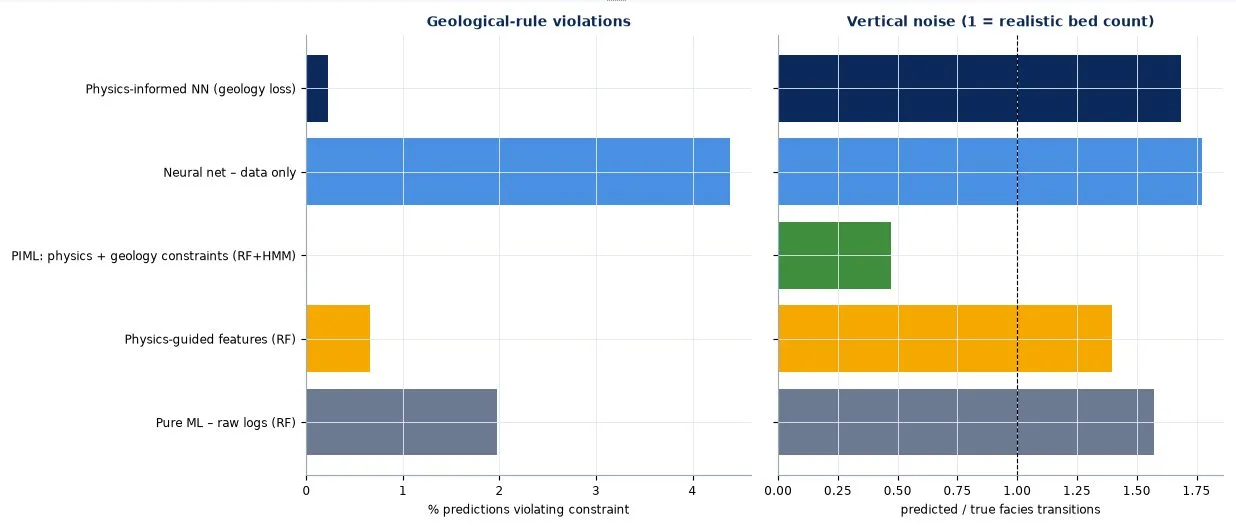 Geological-rule violations
Physics-informed NN (geology loss)
Neural net – data only
PIML: physics + geology constraints (RF+HMM)
Physics-guided features (RF)
Pure ML – raw logs (RF)
0 1 2 3 4
% predictions violating constraint
Vertical noise (1 = realistic bed count)
0.00 0.25 0.50 0.75 1.00 1.25 1.50 1.75
predicted / true facies transitions